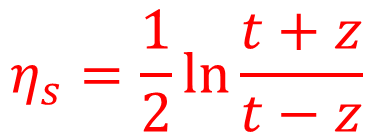 η_s = 1/2 ln (t + z)/(t − z)